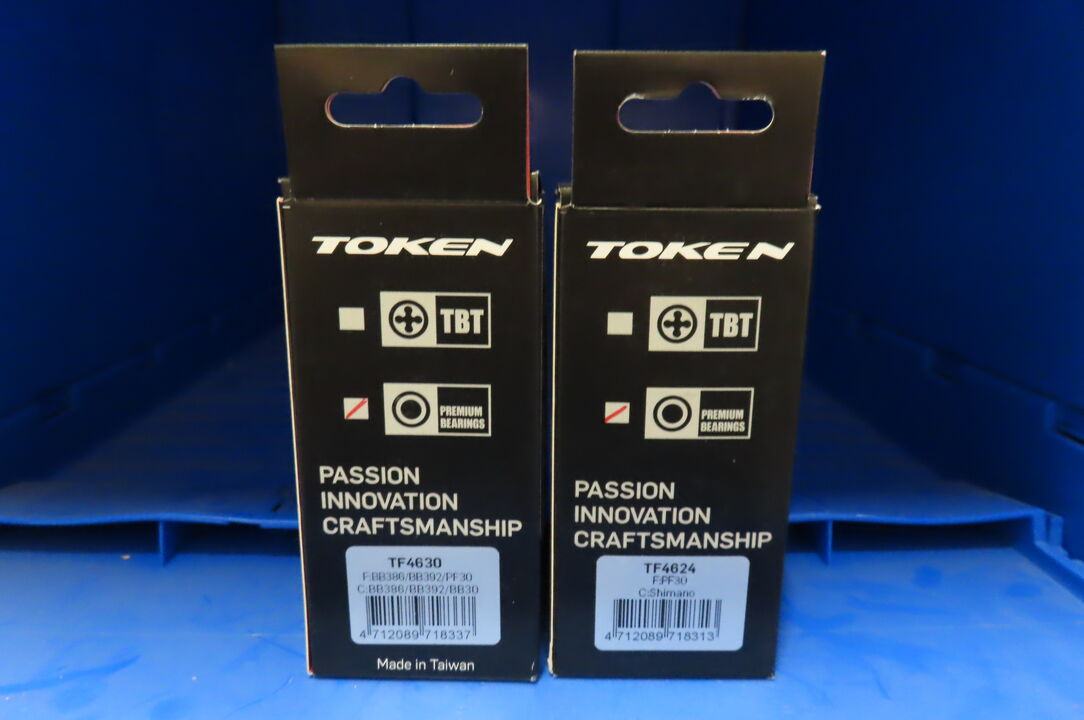 TOKEN
TBT
PREMIUM
BEARINGS
PASSION
INNOVATION
CRAFTSMANSHIP
TF4630
F:BB386/BB392/PF30
C:BB386/BB392/BB30
4 712089 718337
Made in Taiwan
TOKEN
TBT
PREMIUM
BEARINGS
PASSION
INNOVATION
CRAFTSMANSHIP
TF4624
F:PF30
C:Shimano
4 712089 718313